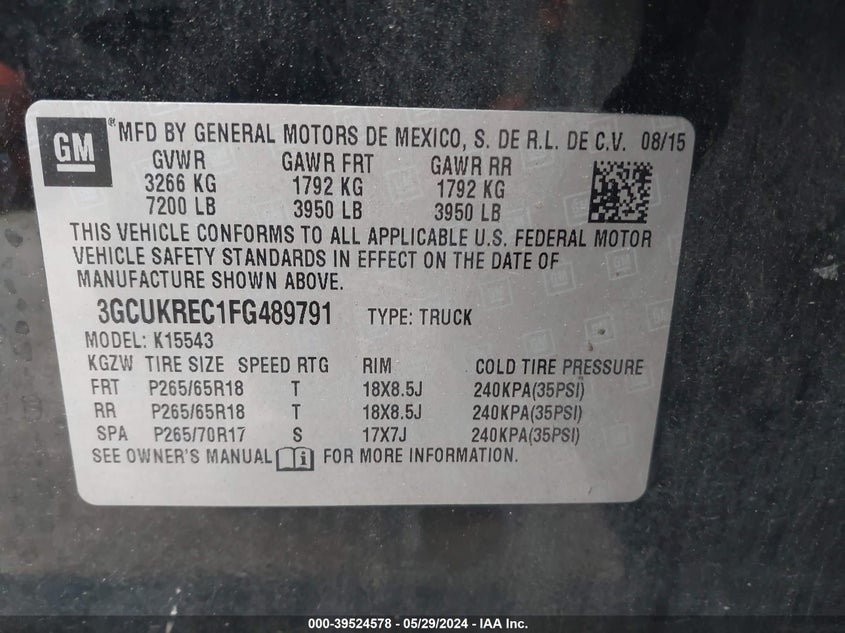 GM ® MFD BY GENERAL MOTORS DE MEXICO, S. DE R.L. DE C.V. 08/15
GVWR GAWR FRT GAWR RR
3266 KG 1792 KG 1792 KG
7200 LB 3950 LB 3950 LB
THIS VEHICLE CONFORMS TO ALL APPLICABLE U.S. FEDERAL MOTOR
VEHICLE SAFETY STANDARDS IN EFFECT ON THE DATE OF
MANUFACTURE SHOWN ABOVE.
3GCUKREC1FG489791 TYPE: TRUCK
MODEL: K15543
KGZW TIRE SIZE SPEED RTG RIM COLD TIRE PRESSURE
FRT P265/65R18 T 18X8.5J 240KPA(35PSI)
RR P265/65R18 T 18X8.5J 240KPA(35PSI)
SPA P265/70R17 S 17X7J 240KPA(35PSI)
SEE OWNER'S MANUAL FOR MORE INFORMATION.
000-39524578 - 05/29/2024 - IAA Inc.